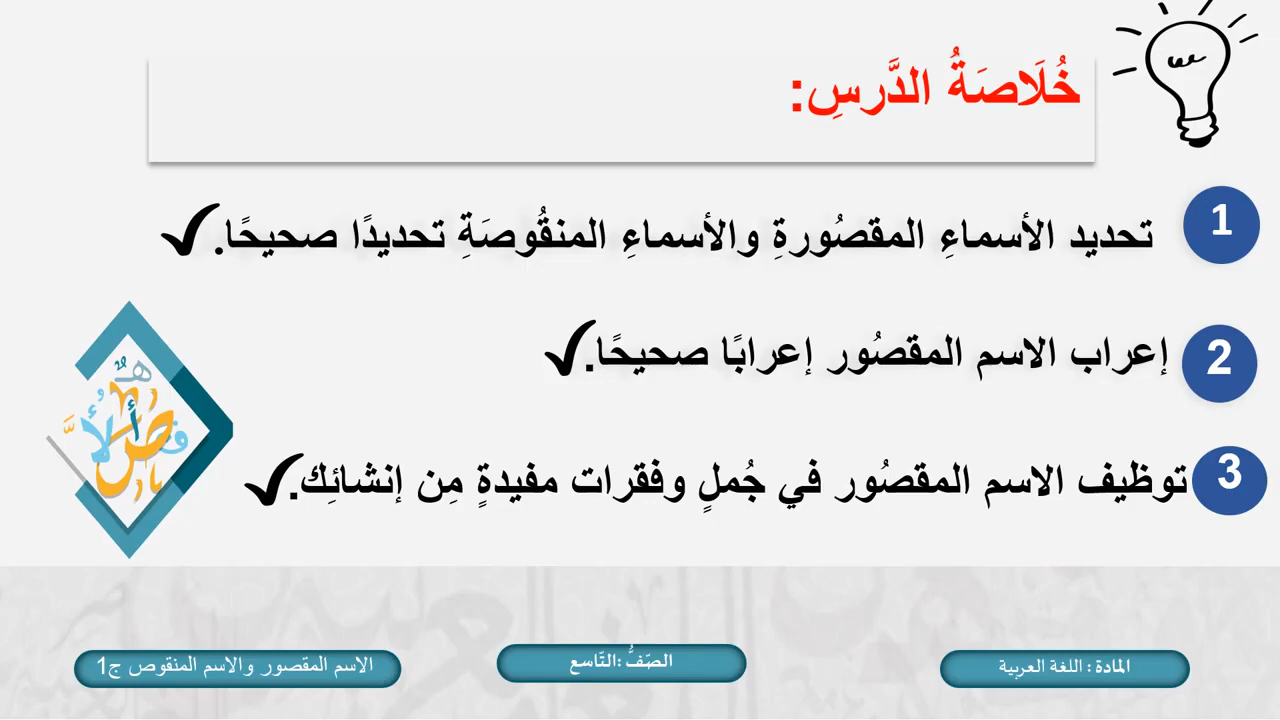 خُلَاصَةُ الدَّرسِ:
1 تحديد الأسماءِ المقصُورةِ والأسماءِ المنقُوصَةِ تحديدًا صحيحًا.✓
2 إعراب الاسم المقصُور إعرابًا صحيحًا.✓
3 توظيف الاسم المقصُور في جُملٍ وفقرات مفيدةٍ مِن إنشائِك.✓
المادة : اللغة العربية
الصّفُّ :التّاسع
الاسم المقصور والاسم المنقوص ج1